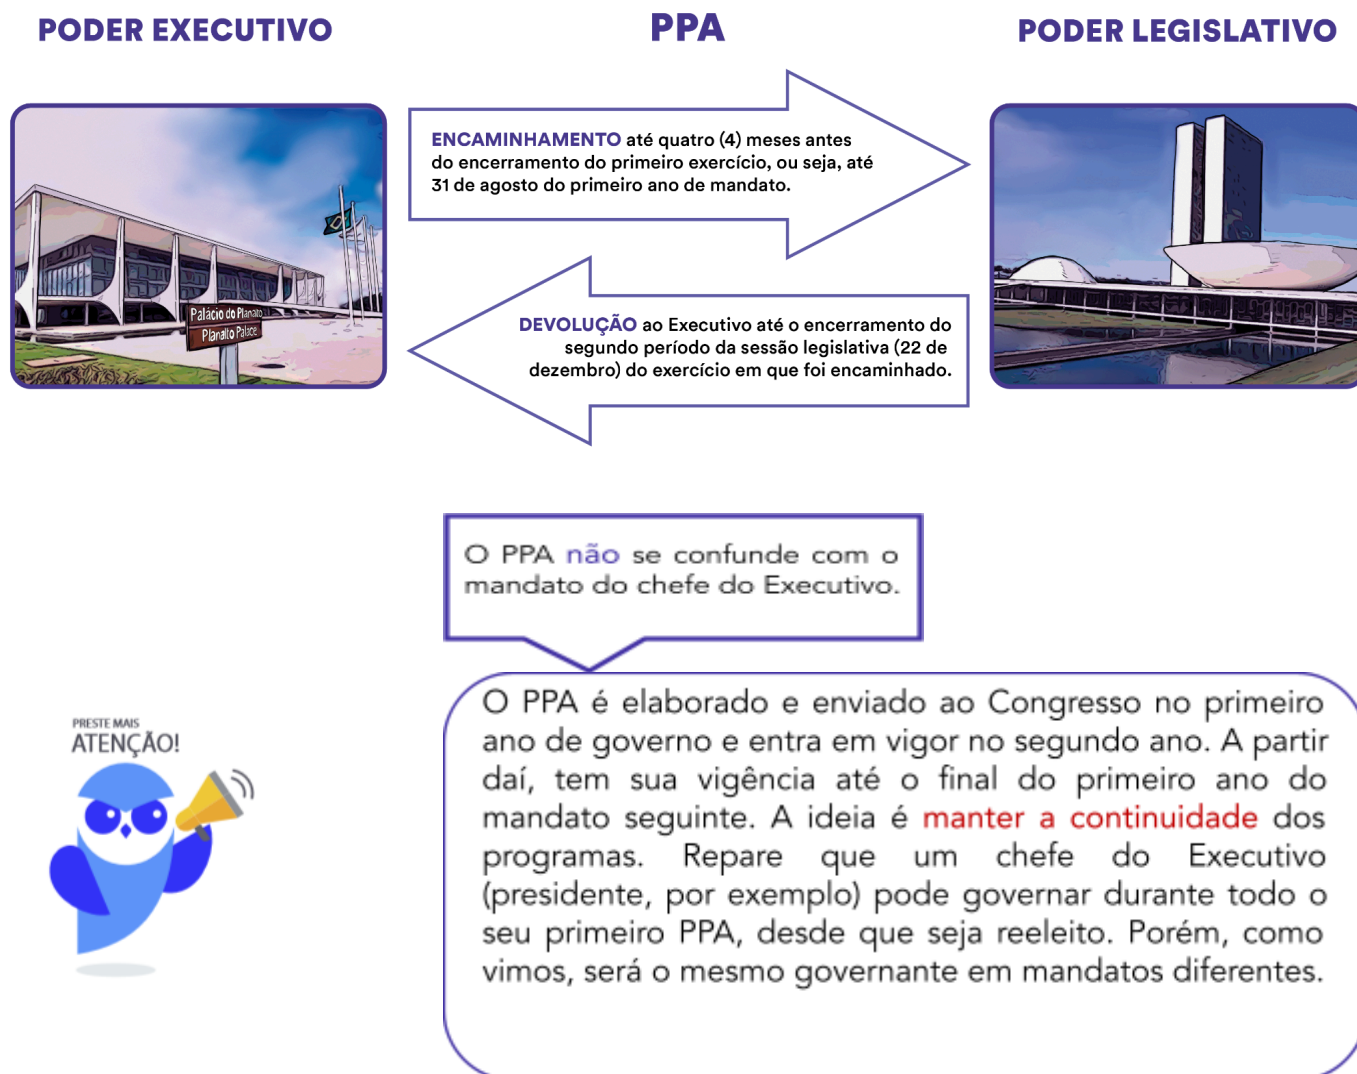 PODER EXECUTIVO
PPA
PODER LEGISLATIVO
ENCAMINHAMENTO até quatro (4) meses antes
do encerramento do primeiro exercício, ou seja, até
31 de agosto do primeiro ano de mandato.
Palácio do Planalto
Planalto Palace
DEVOLUÇÃO ao Executivo até o encerramento do
segundo período da sessão legislativa (22 de
dezembro) do exercício em que foi encaminhado.
O PPA não se confunde com o
mandato do chefe do Executivo.
PRESTE MAIS
ATENÇÃO!
O PPA é elaborado e enviado ao Congresso no primeiro
ano de governo e entra em vigor no segundo ano. A partir
daí, tem sua vigência até o final do primeiro ano do
mandato seguinte. A ideia é manter a continuidade dos
programas. Repare que um chefe do Executivo
(presidente, por exemplo) pode governar durante todo o
seu primeiro PPA, desde que seja reeleito. Porém, como
vimos, será o mesmo governante em mandatos diferentes.